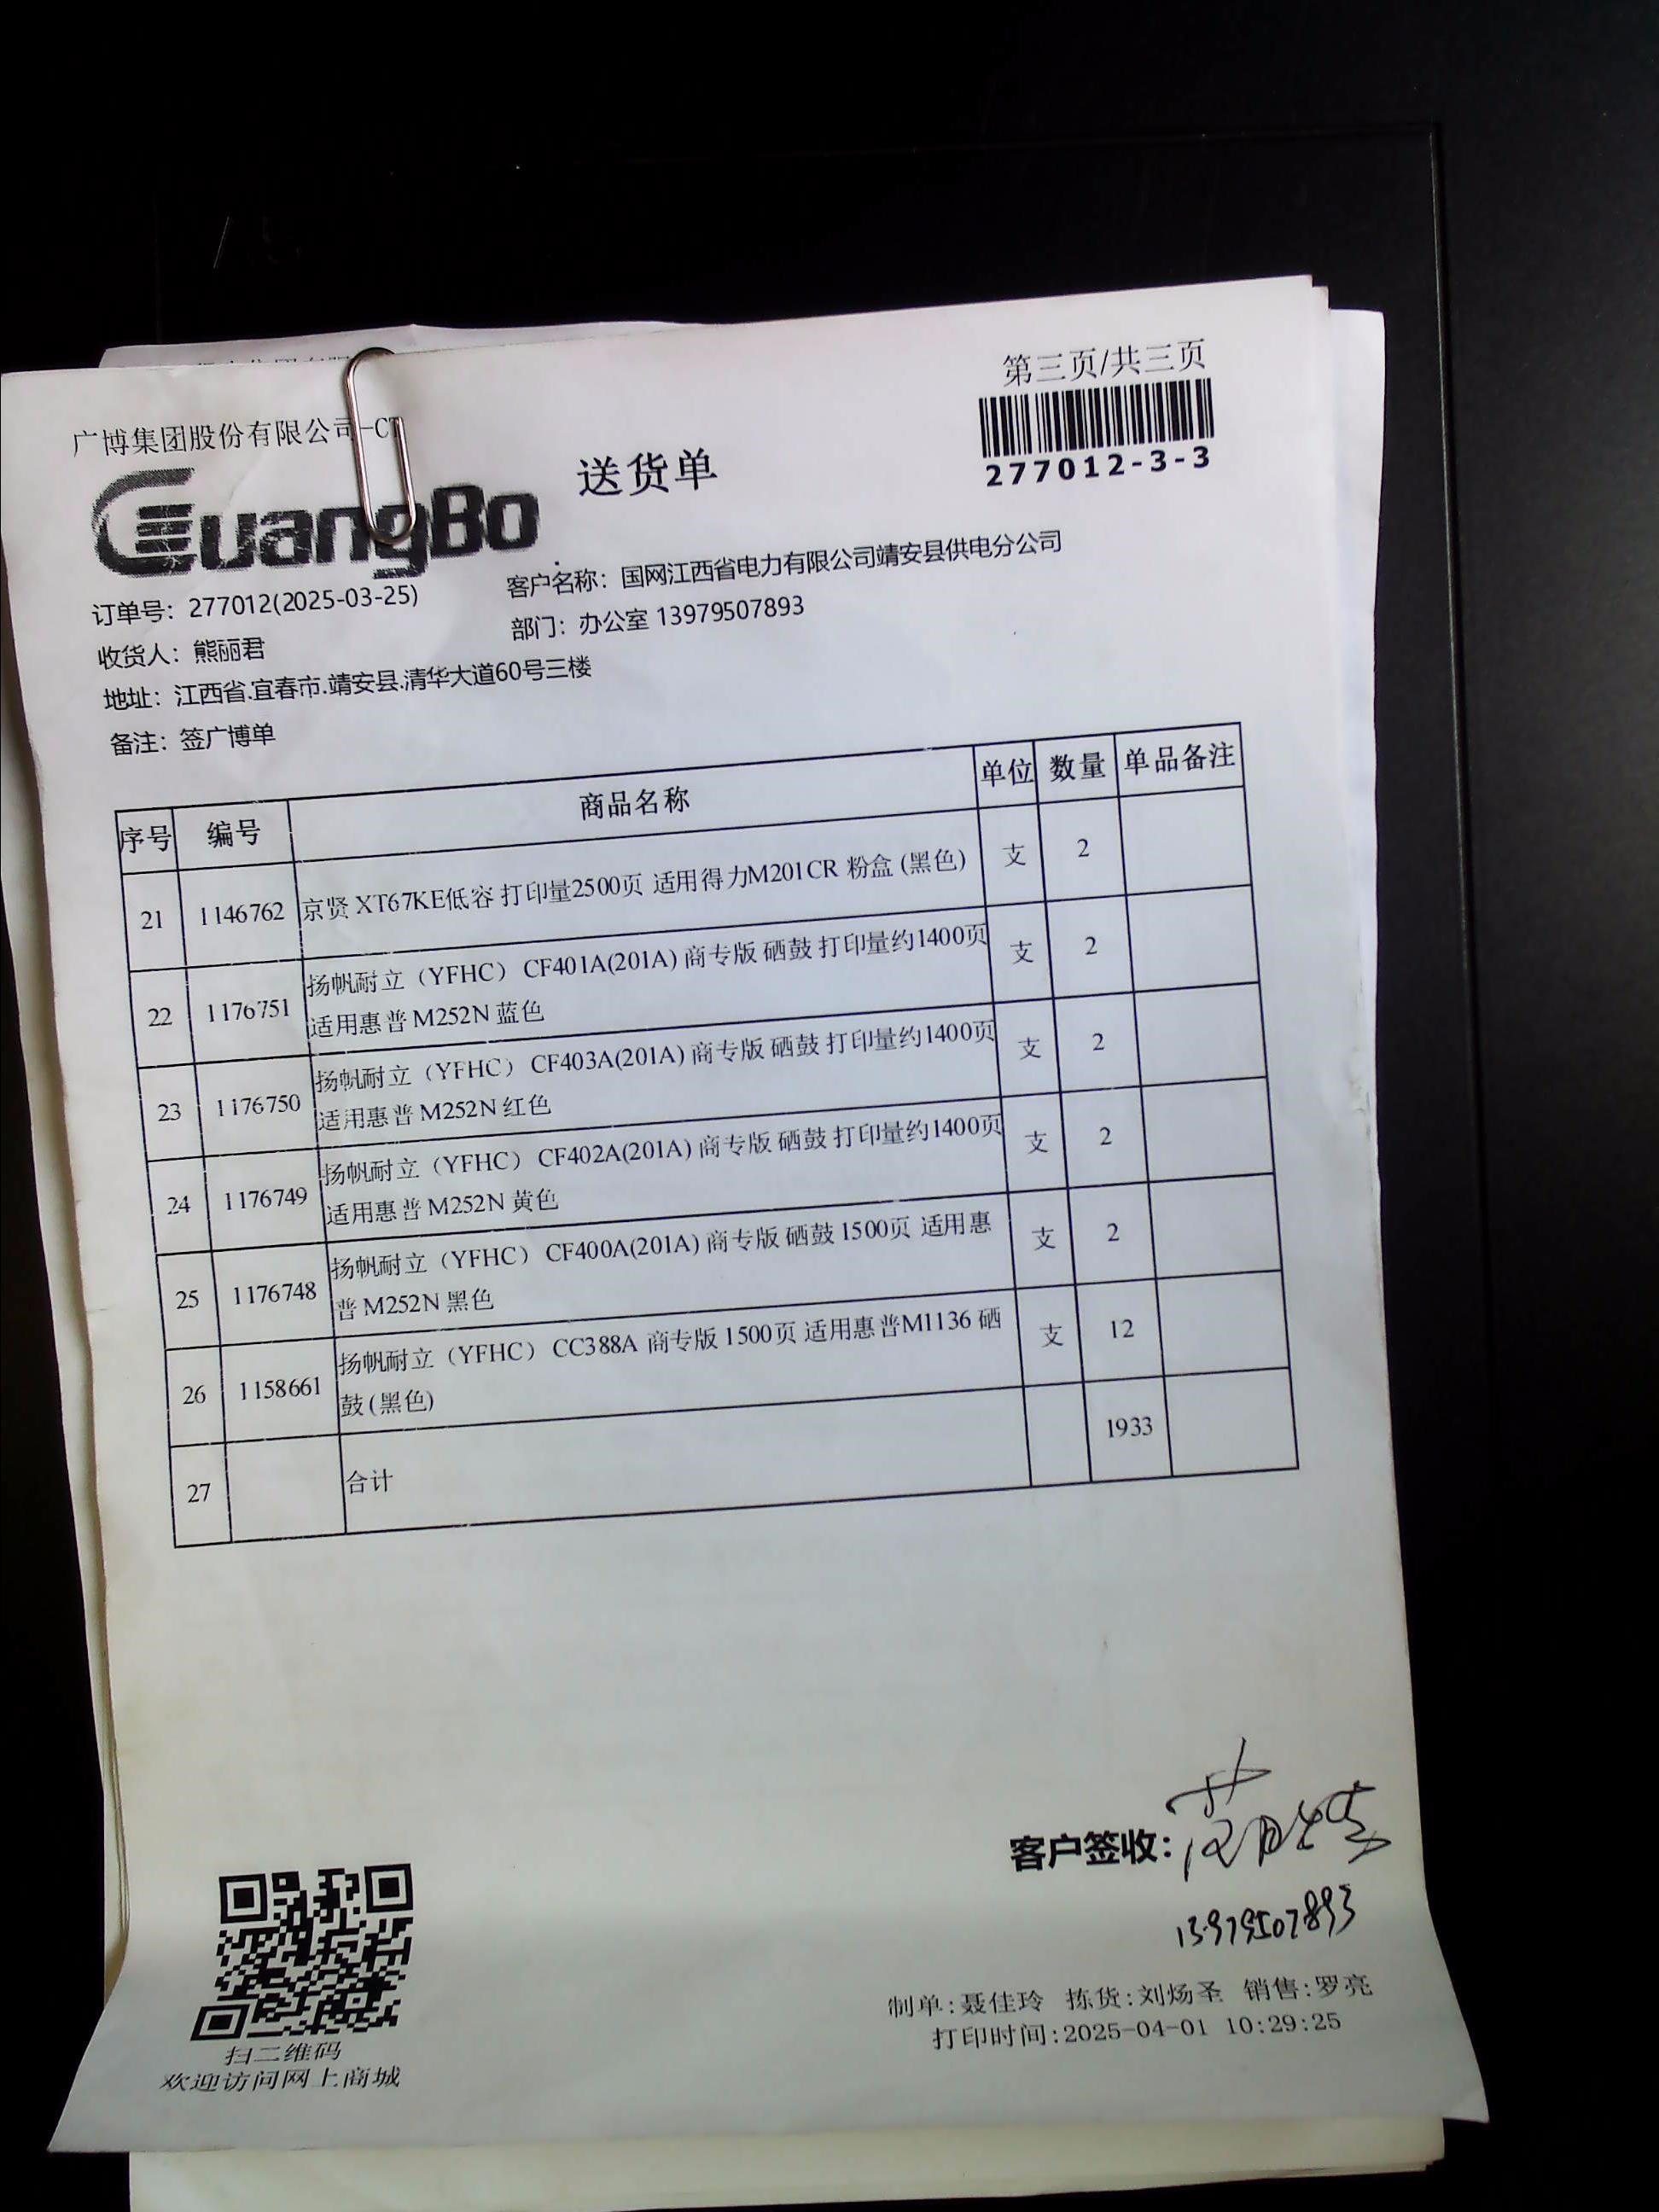 第三页/共三页
广博集团股份有限公司-CT
277012-3-3
GuangBo
送货单
订单号：277012(2025-03-25)
客户名称：国网江西省电力有限公司靖安县供电分公司
收货人：熊丽君
部门：办公室 13979507893
地址：江西省.宜春市.靖安县.清华大道60号三楼
备注：签广博单
序号 编号 商品名称 单位 数量 单品备注
21 1146762 京贤 XT67KE低容 打印量2500页 适用得力M201CR 粉盒 (黑色) 支 2
22 1176751 扬帆耐立（YFHC） CF401A(201A) 商专版 硒鼓 打印量约1400页 支 2
适用惠普 M252N 蓝色
23 1176750 扬帆耐立（YFHC） CF403A(201A) 商专版 硒鼓 打印量约1400页 支 2
适用惠普 M252N 红色
24 1176749 扬帆耐立（YFHC） CF402A(201A) 商专版 硒鼓 打印量约1400页 支 2
适用惠普 M252N 黄色
25 1176748 扬帆耐立（YFHC） CF400A(201A) 商专版 硒鼓 1500页 适用惠 支 2
普 M252N 黑色
26 1158661 扬帆耐立（YFHC） CC388A 商专版 1500页 适用惠普M1136 硒 支 12
鼓 (黑色)
27 合计 1933
客户签收：
13979507893
制单:聂佳玲 拣货:刘炀圣 销售:罗亮
打印时间:2025-04-01 10:29:25
扫二维码
欢迎访问网上商城